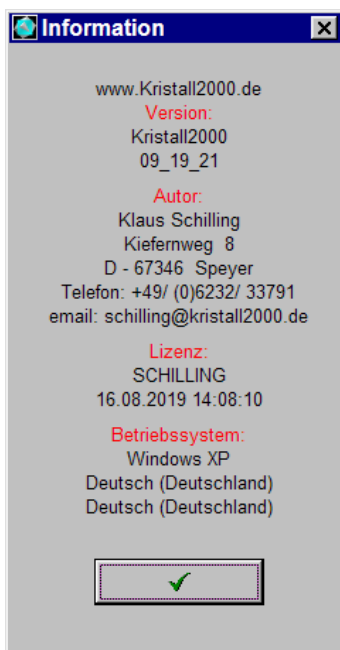 Information
www.Kristall2000.de
Version:
Kristall2000
09_19_21
Autor:
Klaus Schilling
Kiefernweg 8
D - 67346 Speyer
Telefon: +49/ (0)6232/ 33791
email: schilling@kristall2000.de
Lizenz:
SCHILLING
16.08.2019 14:08:10
Betriebssystem:
Windows XP
Deutsch (Deutschland)
Deutsch (Deutschland)